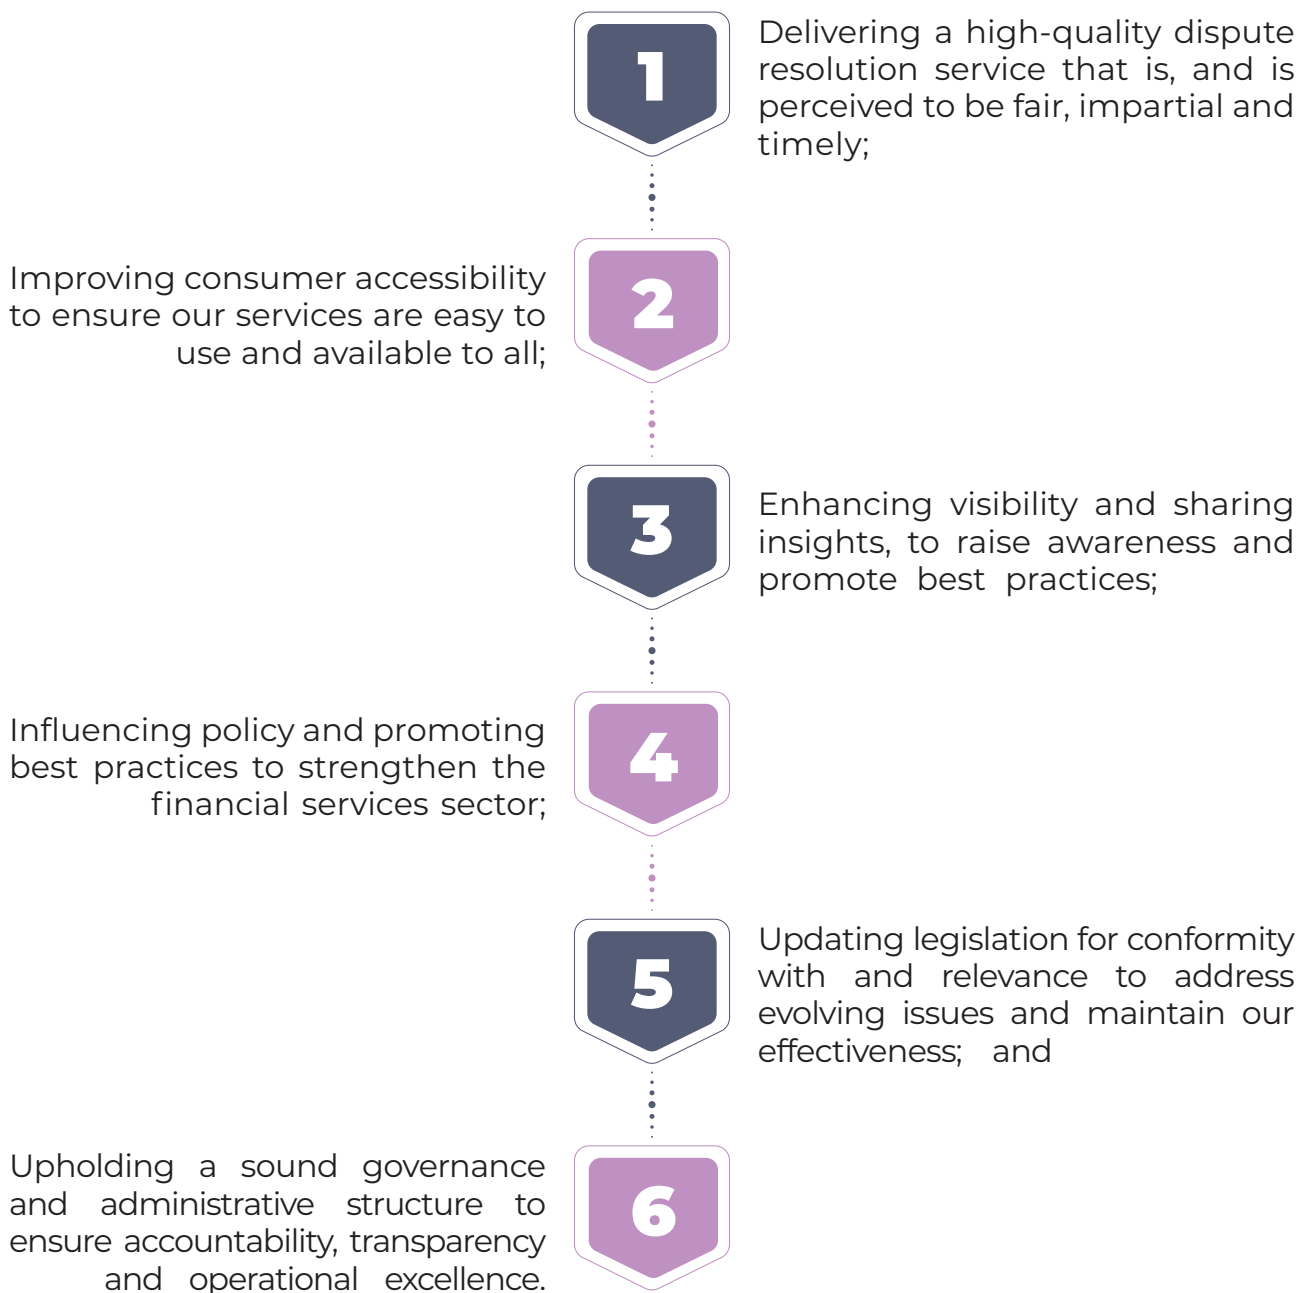 1
Delivering a high-quality dispute
resolution service that is, and is
perceived to be fair, impartial and
timely;
2
Improving consumer accessibility
to ensure our services are easy to
use and available to all;
3
Enhancing visibility and sharing
insights, to raise awareness and
promote best practices;
4
Influencing policy and promoting
best practices to strengthen the
financial services sector;
5
Updating legislation for conformity
with and relevance to address
evolving issues and maintain our
effectiveness; and
6
Upholding a sound governance
and administrative structure to
ensure accountability, transparency
and operational excellence.